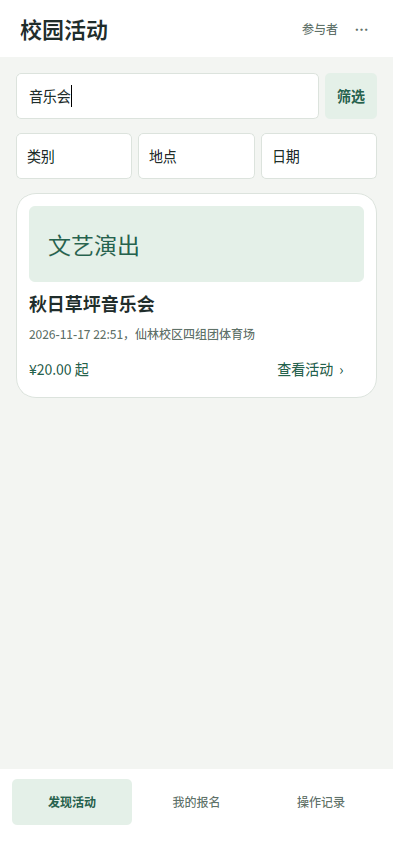 校园活动 参与者 ···
音乐会 筛选
类别 地点 日期
文艺演出
秋日草坪音乐会
2026-11-17 22:51，仙林校区四组团体育场
¥20.00 起 查看活动 ›
发现活动 我的报名 操作记录